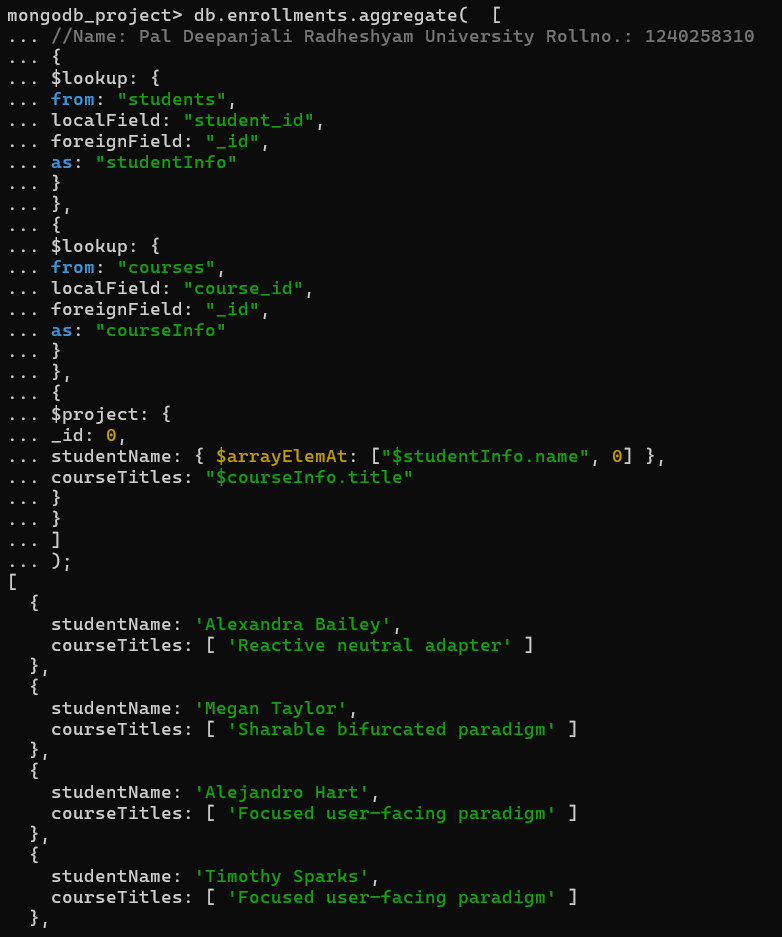 mongodb_project> db.enrollments.aggregate(  [
... //Name: Pal Deepanjali Radheshyam University Rollno.: 1240258310
... {
... $lookup: {
... from: "students",
... localField: "student_id",
... foreignField: "_id",
... as: "studentInfo"
... }
... },
... {
... $lookup: {
... from: "courses",
... localField: "course_id",
... foreignField: "_id",
... as: "courseInfo"
... }
... },
... {
... $project: {
... _id: 0,
... studentName: { $arrayElemAt: ["$studentInfo.name", 0] },
... courseTitles: "$courseInfo.title"
... }
... }
... ]
... );
[
  {
    studentName: 'Alexandra Bailey',
    courseTitles: [ 'Reactive neutral adapter' ]
  },
  {
    studentName: 'Megan Taylor',
    courseTitles: [ 'Sharable bifurcated paradigm' ]
  },
  {
    studentName: 'Alejandro Hart',
    courseTitles: [ 'Focused user-facing paradigm' ]
  },
  {
    studentName: 'Timothy Sparks',
    courseTitles: [ 'Focused user-facing paradigm' ]
  },